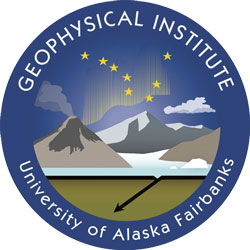 GEOPHYSICAL INSTITUTE
University of Alaska Fairbanks